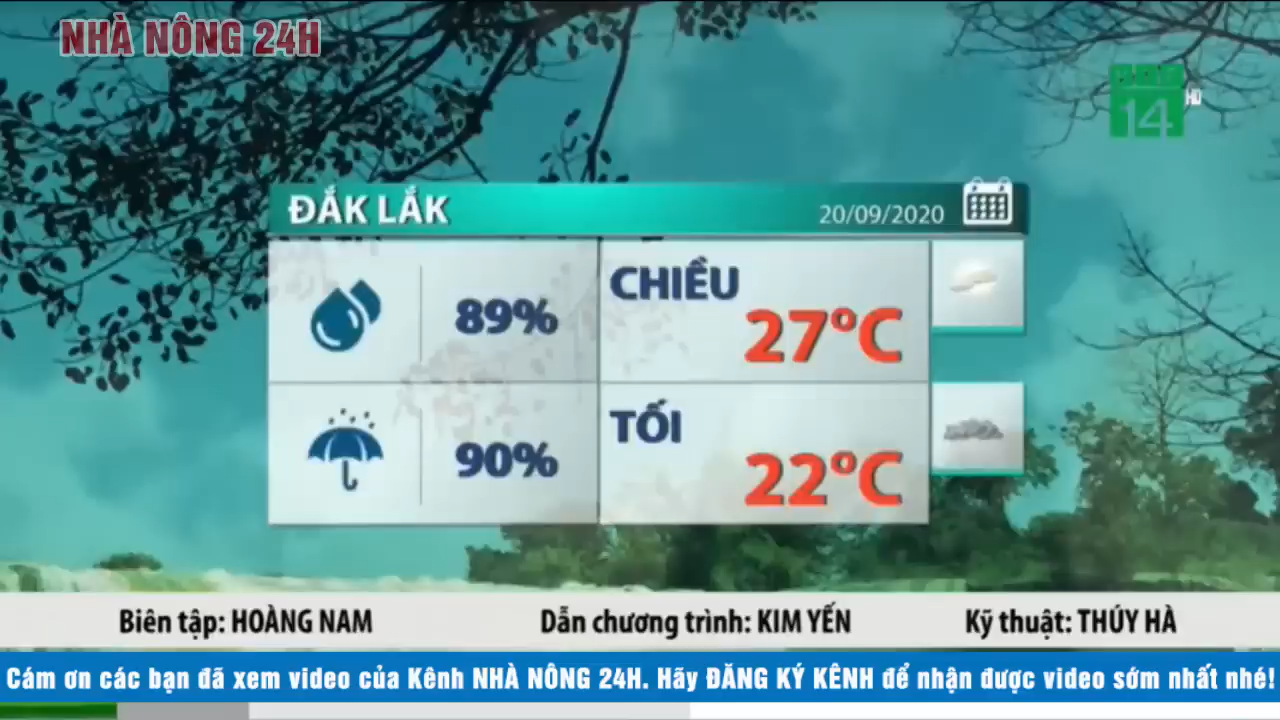 NHÀ NÔNG 24H
14
HD
ĐẮK LẮK
20/09/2020
89%
CHIỀU
27°C
90%
TỐI
22°C
Biên tập: HOÀNG NAM
Dẫn chương trình: KIM YẾN
Kỹ thuật: THÚY HÀ
Cám ơn các bạn đã xem video của Kênh NHÀ NÔNG 24H. Hãy ĐĂNG KÝ KÊNH để nhận được video sớm nhất nhé!